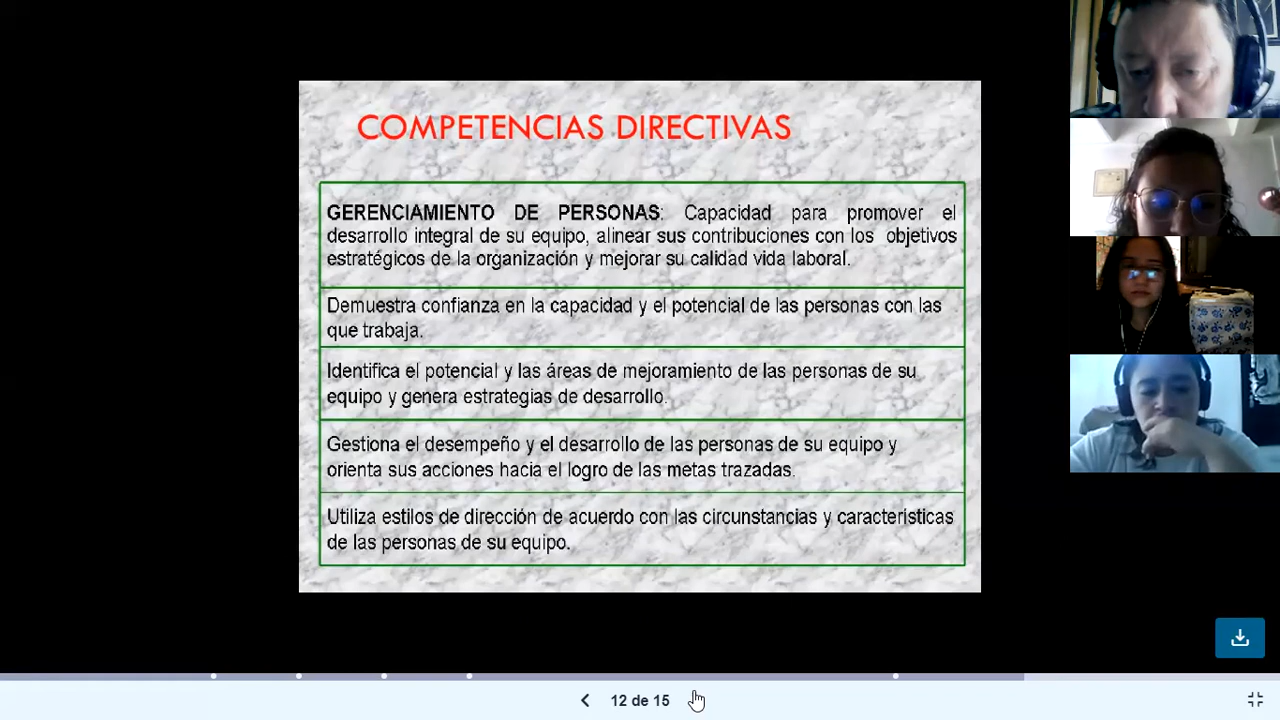 COMPETENCIAS DIRECTIVAS
GERENCIAMIENTO DE PERSONAS: Capacidad para promover el
desarrollo integral de su equipo, alinear sus contribuciones con los objetivos
estratégicos de la organización y mejorar su calidad vida laboral.
Demuestra confianza en la capacidad y el potencial de las personas con las
que trabaja.
Identifica el potencial y las áreas de mejoramiento de las personas de su
equipo y genera estrategias de desarrollo.
Gestiona el desempeño y el desarrollo de las personas de su equipo y
orienta sus acciones hacia el logro de las metas trazadas.
Utiliza estilos de dirección de acuerdo con las circunstancias y características
de las personas de su equipo.
12 de 15